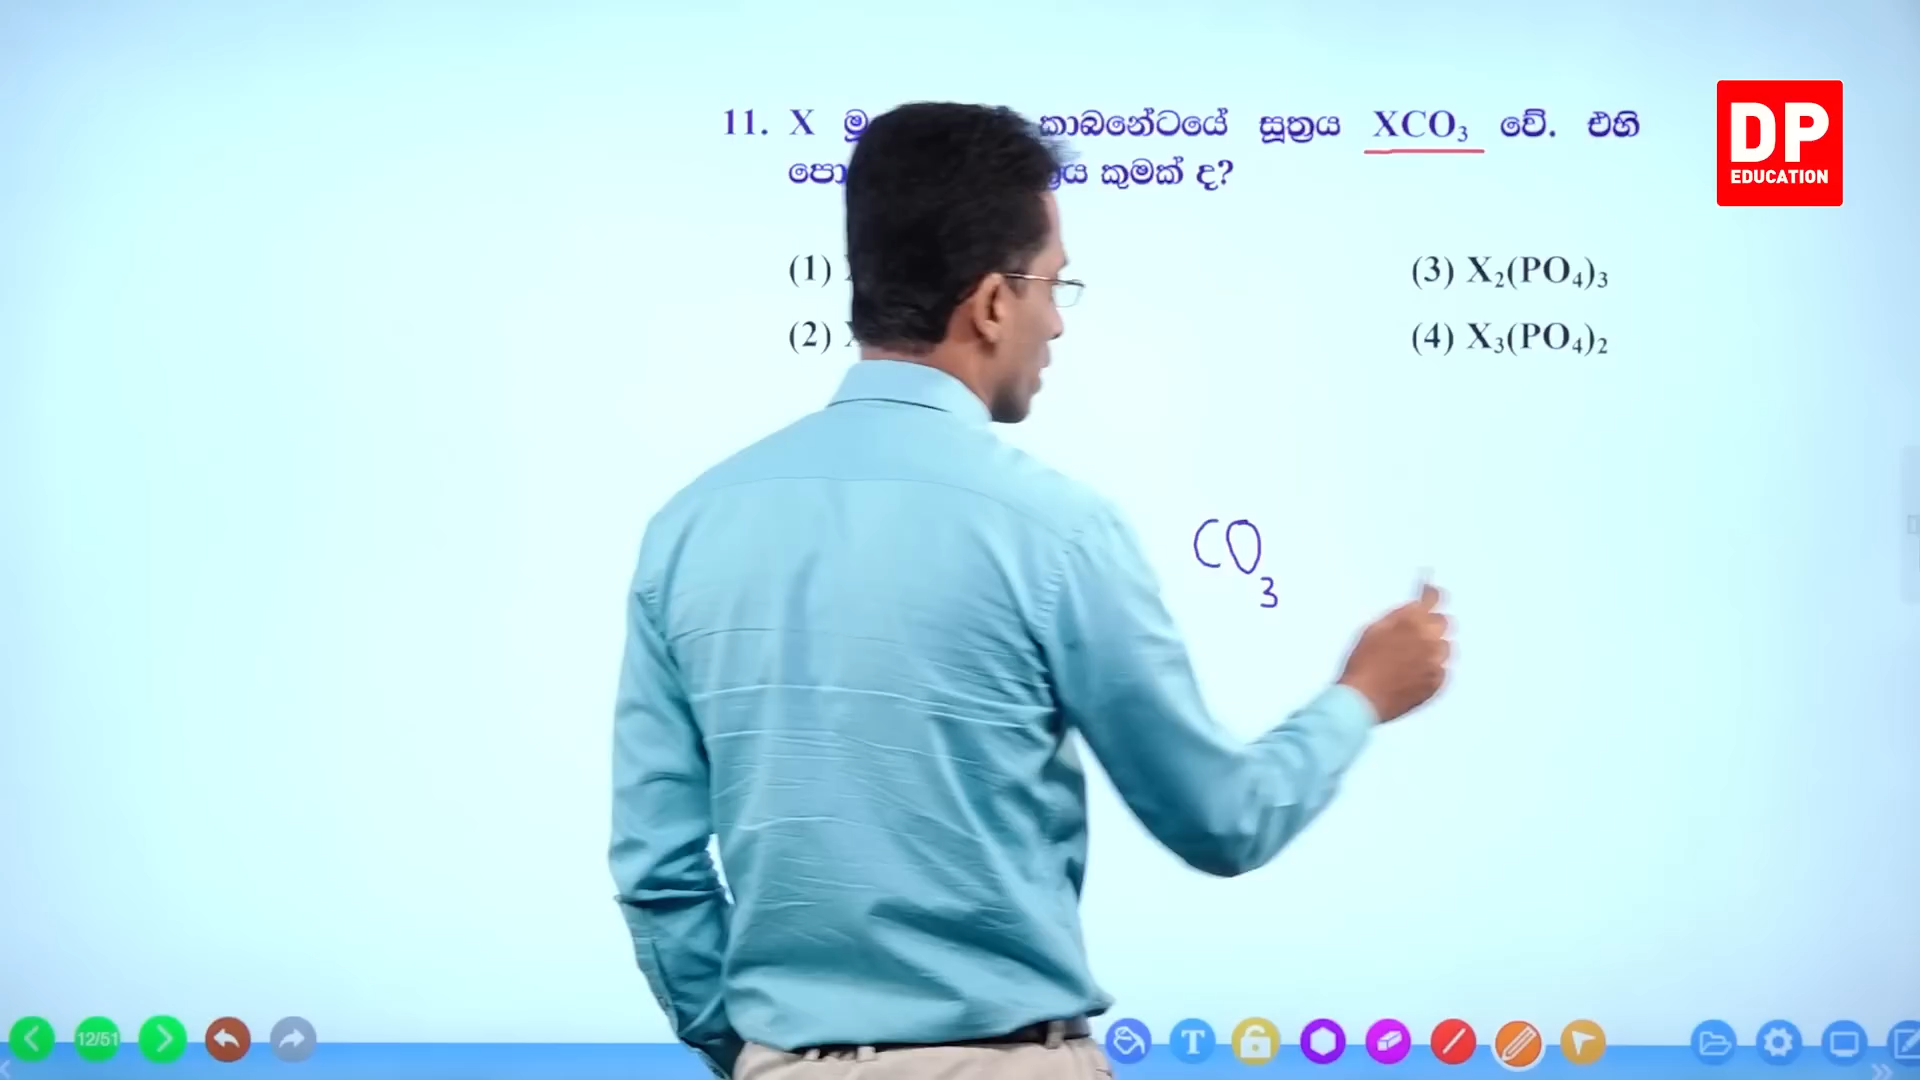 11. X කාබනේටයේ සූත්‍රය XCO₃ වේ. එහි
කුමක් ද?
(1)
(3) X₂(PO₄)₃
(2)
(4) X₃(PO₄)₂
CO₃
DP
EDUCATION
12/51
T